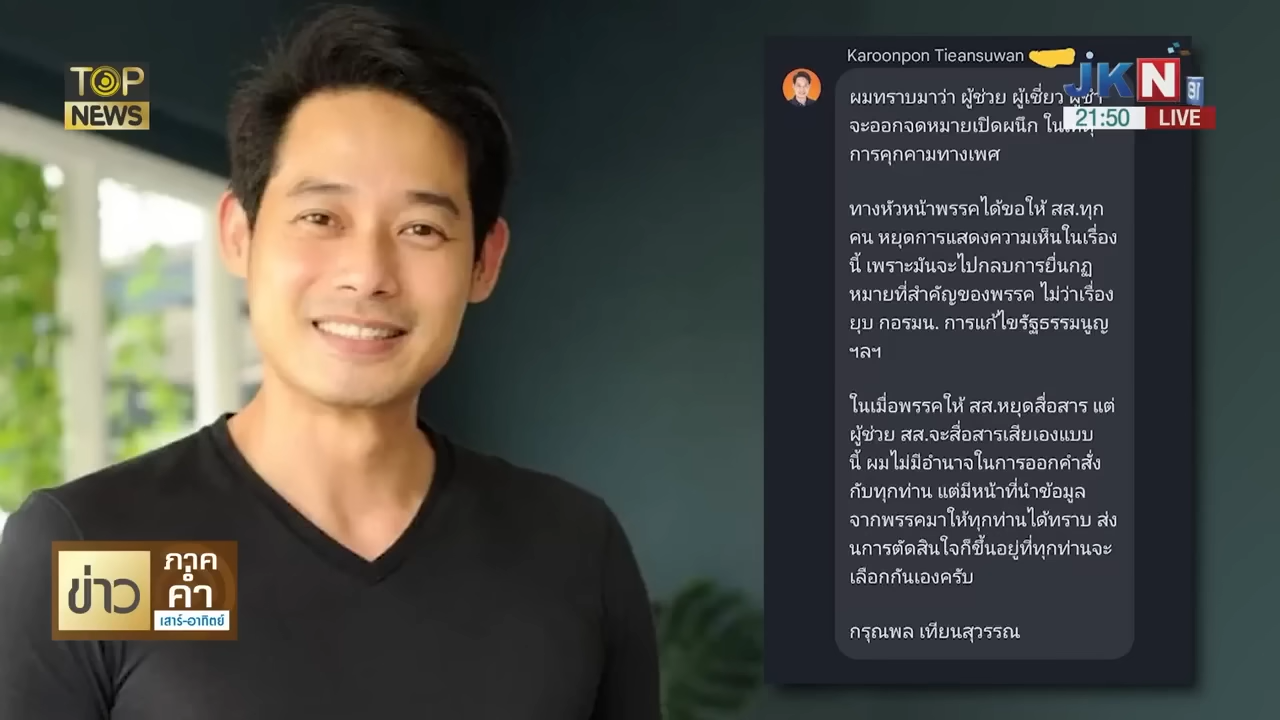 TOP
NEWS
Karoonpon Tieansuwan
JKN
21:50 LIVE
ผมทราบมาว่า ผู้ช่วย ผู้เชี่ยว
จะออกจดหมายเปิดผนึก
การคุกคามทางเพศ
ทางหัวหน้าพรรคได้ขอให้ สส.ทุก
คน หยุดการแสดงความเห็นในเรื่อง
นี้ เพราะมันจะไปกลบการยื่นกฏ
หมายที่สำคัญของพรรค ไม่ว่าเรื่อง
ยุบ กอรมน. การแก้ไขรัฐธรรมนูญ
ฯลฯ
ในเมื่อพรรคให้ สส.หยุดสื่อสาร แต่
ผู้ช่วย สส.จะสื่อสารเสียเองแบบ
นี้ ผมไม่มีอำนาจในการออกคำสั่ง
กับทุกท่าน แต่มีหน้าที่นำข้อมูล
จากพรรคมาให้ทุกท่านได้ทราบ ส่ง
นการตัดสินใจก็ขึ้นอยู่ที่ทุกท่านจะ
เลือกกันเองครับ
กรุณพล เทียนสุวรรณ
ข่าว
ภาค
ค่ำ
เสาร์-อาทิตย์